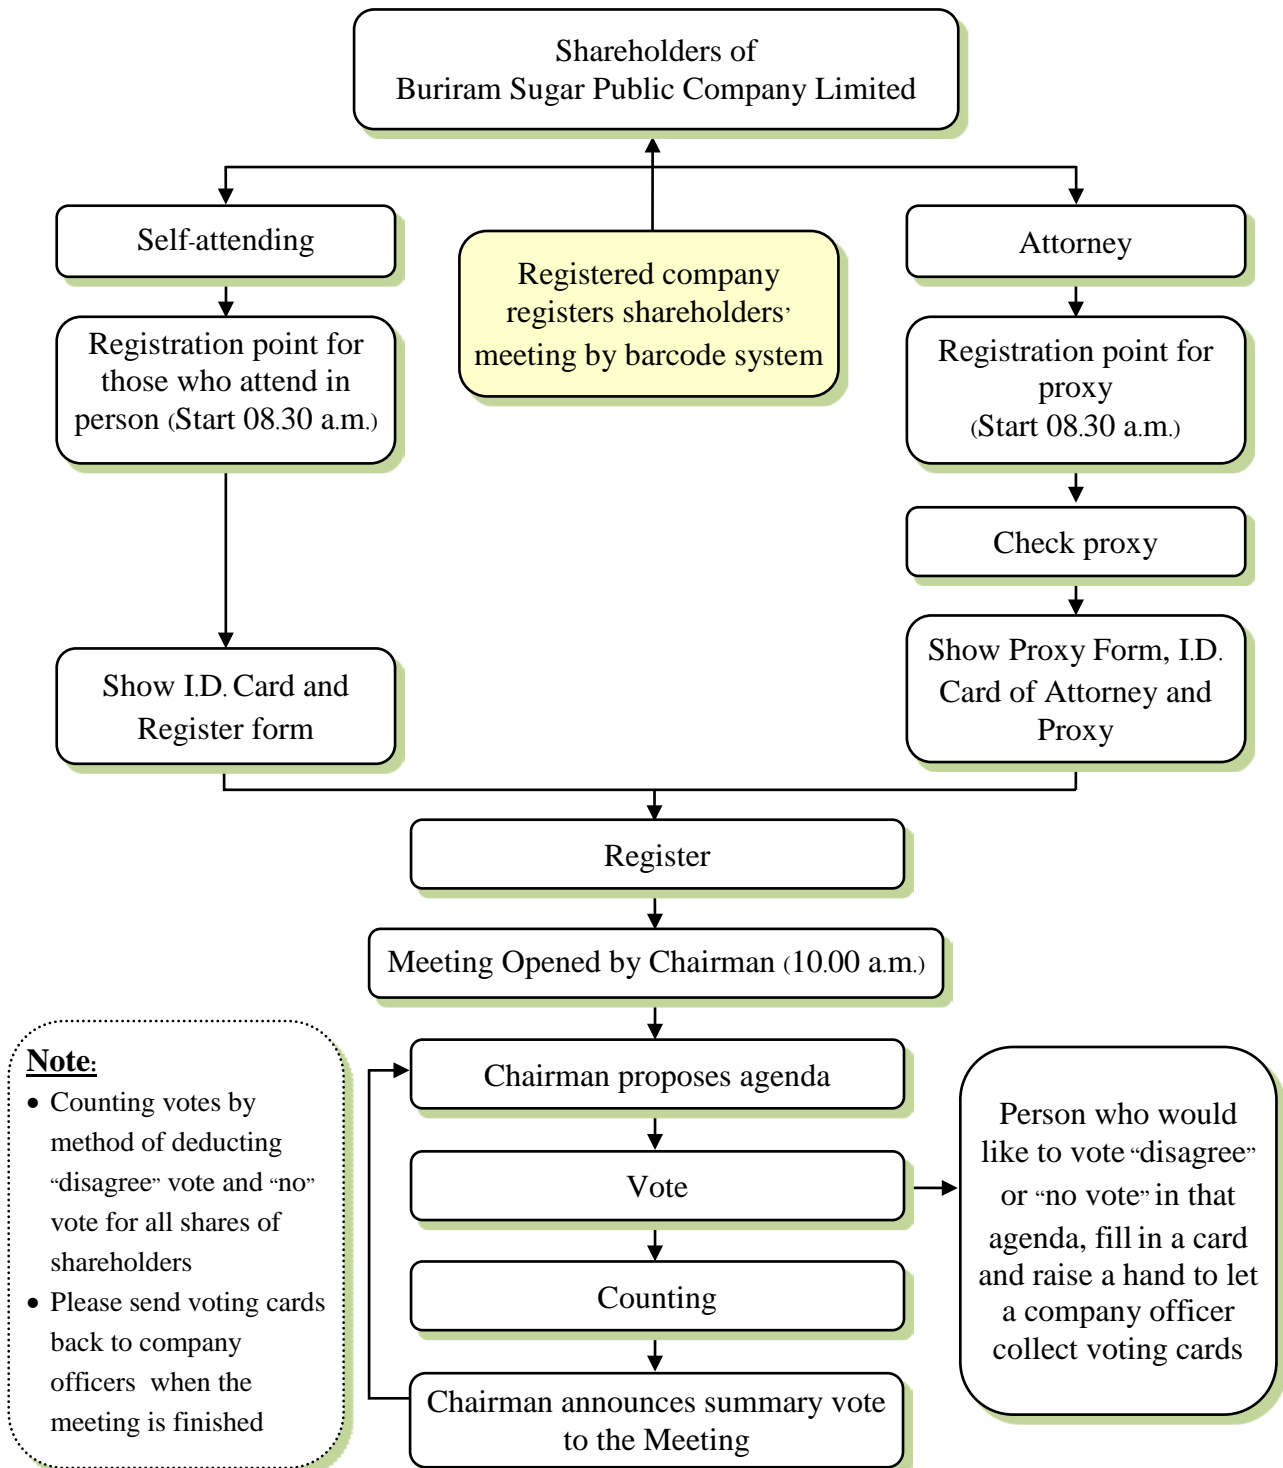 Shareholders of
Buriram Sugar Public Company Limited
Self-attending
Registered company
registers shareholders’
meeting by barcode system
Attorney
Registration point for
those who attend in
person (Start 08.30 a.m.)
Registration point for
proxy
(Start 08.30 a.m.)
Check proxy
Show I.D. Card and
Register form
Show Proxy Form, I.D.
Card of Attorney and
Proxy
Register
Meeting Opened by Chairman (10.00 a.m.)
Note:
• Counting votes by
method of deducting
“disagree” vote and “no”
vote for all shares of
shareholders
• Please send voting cards
back to company
officers when the
meeting is finished
Chairman proposes agenda
Vote
Counting
Chairman announces summary vote
to the Meeting
Person who would
like to vote “disagree”
or “no vote” in that
agenda, fill in a card
and raise a hand to let
a company officer
collect voting cards